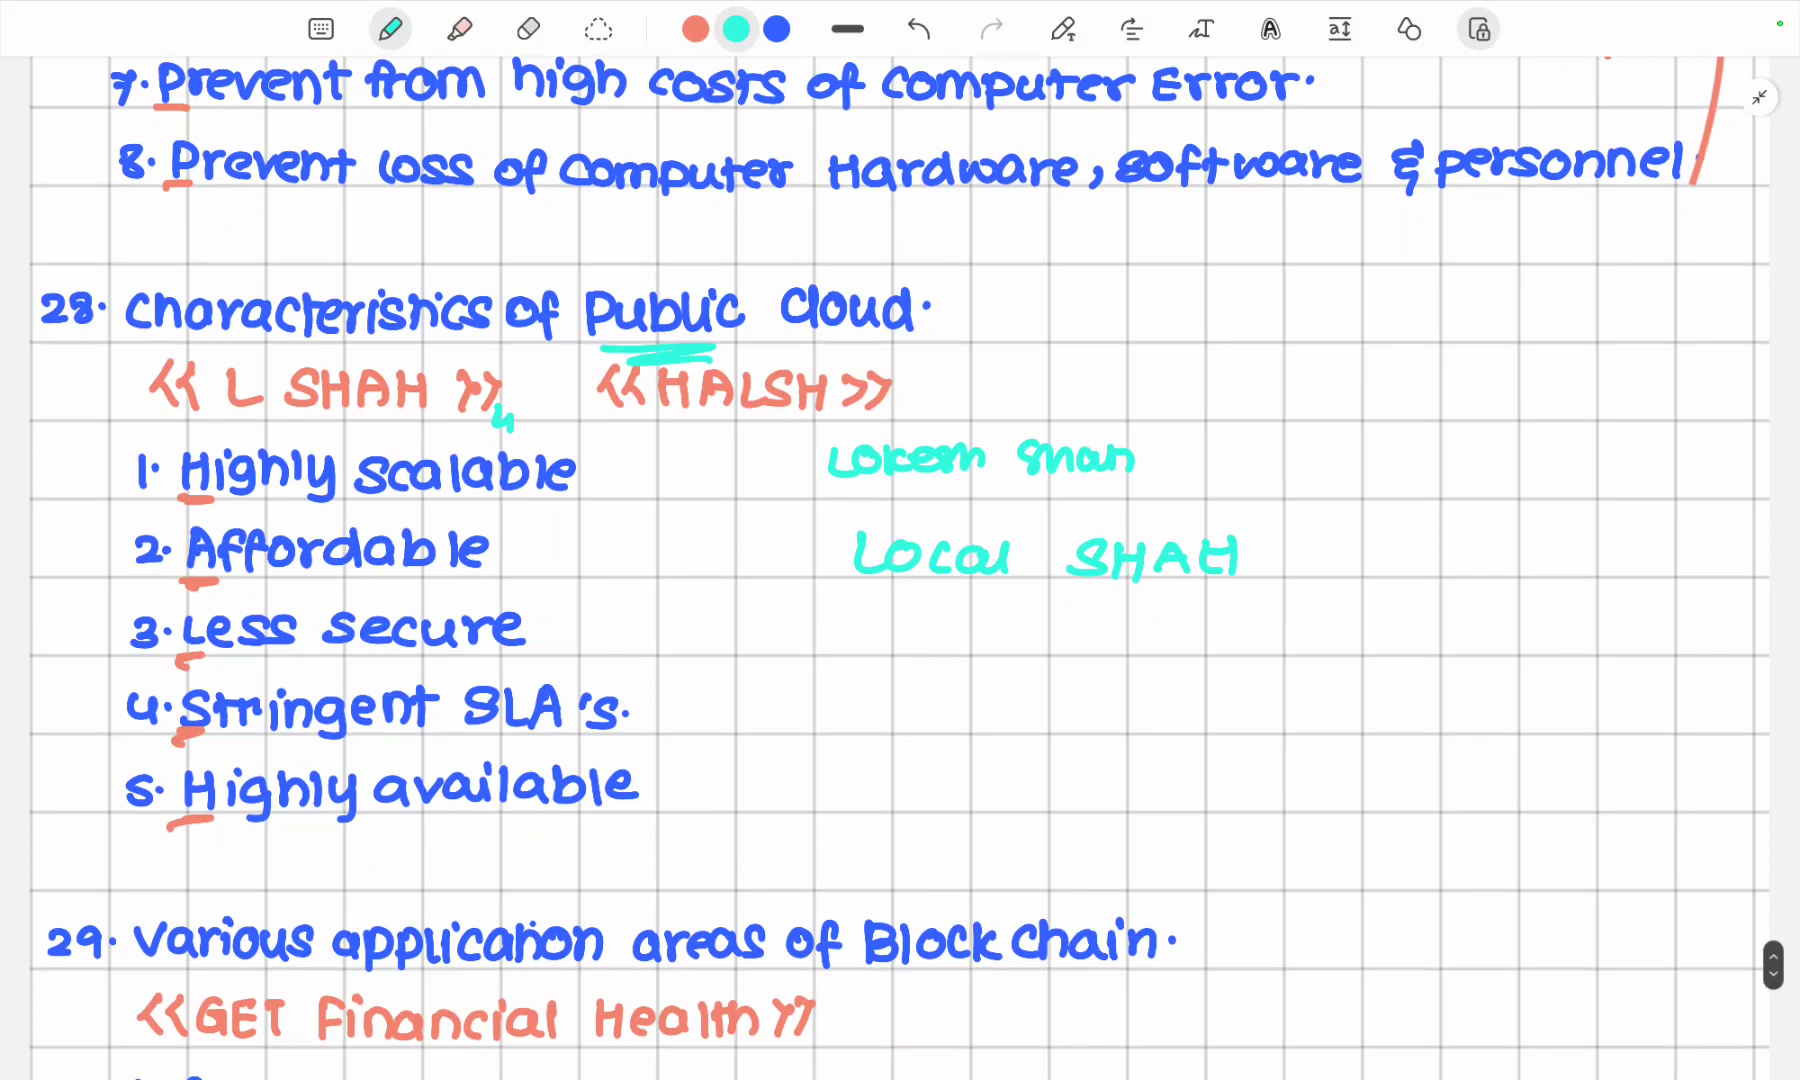 7. Prevent from high costs of computer Error.
8. Prevent loss of computer Hardware, software & personnel.
28. Characteristics of Public Cloud.
<< L SHAH >> << HALSH >>
4
1. Highly scalable
Lokesh Shah
2. Affordable
Local SHAH
3. Less secure
4. Stringent SLA's.
5. Highly available
29. Various application areas of Block chain.
<<GET Financial Health>>